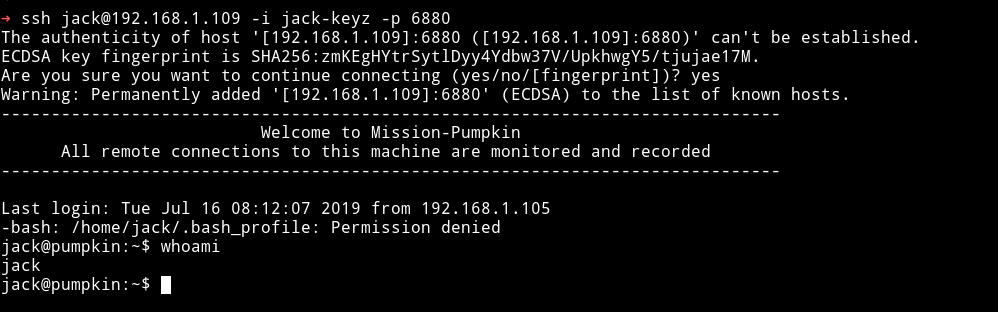 → ssh jack@192.168.1.109 -i jack-keyz -p 6880
The authenticity of host '[192.168.1.109]:6880 ([192.168.1.109]:6880)' can't be established.
ECDSA key fingerprint is SHA256:zmKEgHYtrSytlDyy4Ydbw37V/UpkhwgY5/tjujae17M.
Are you sure you want to continue connecting (yes/no/[fingerprint])? yes
Warning: Permanently added '[192.168.1.109]:6880' (ECDSA) to the list of known hosts.
------------------------------------------------------------------------------
Welcome to Mission-Pumpkin
All remote connections to this machine are monitored and recorded
------------------------------------------------------------------------------
Last login: Tue Jul 16 08:12:07 2019 from 192.168.1.105
-bash: /home/jack/.bash_profile: Permission denied
jack@pumpkin:~$ whoami
jack
jack@pumpkin:~$